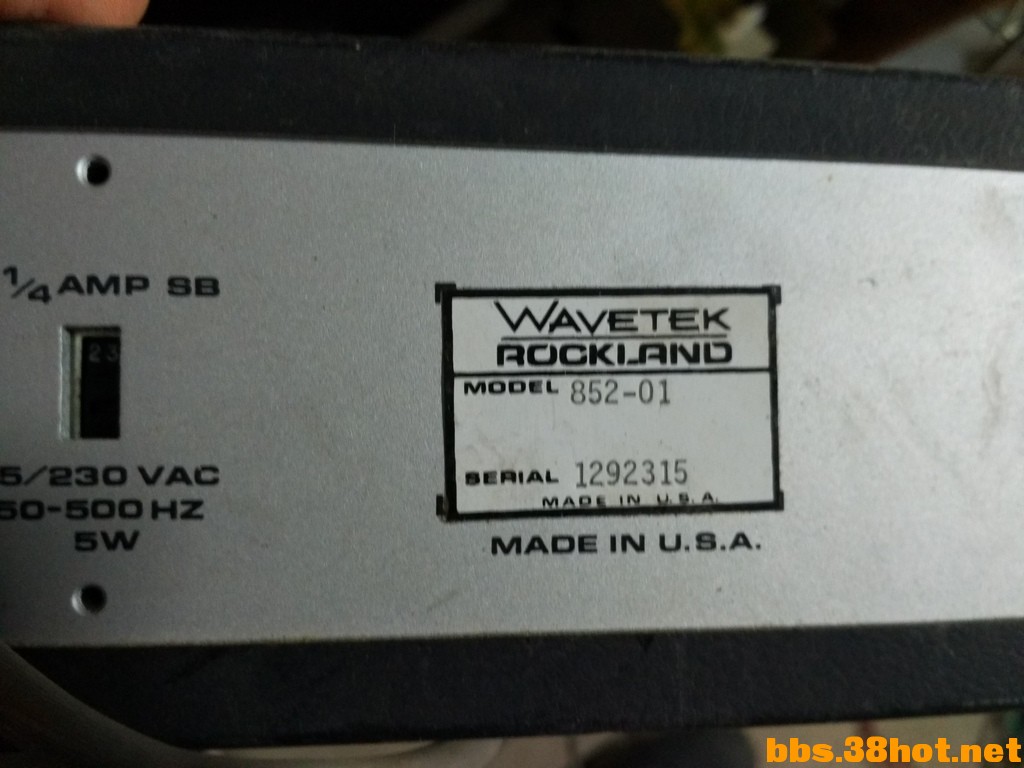 1/4 AMP SB
23
5/230 VAC
50-500 HZ
5W
WAVETEK
ROCKLAND
MODEL 852-01
SERIAL 1292315
MADE IN U.S.A.
MADE IN U.S.A.
bbs.38hot.net